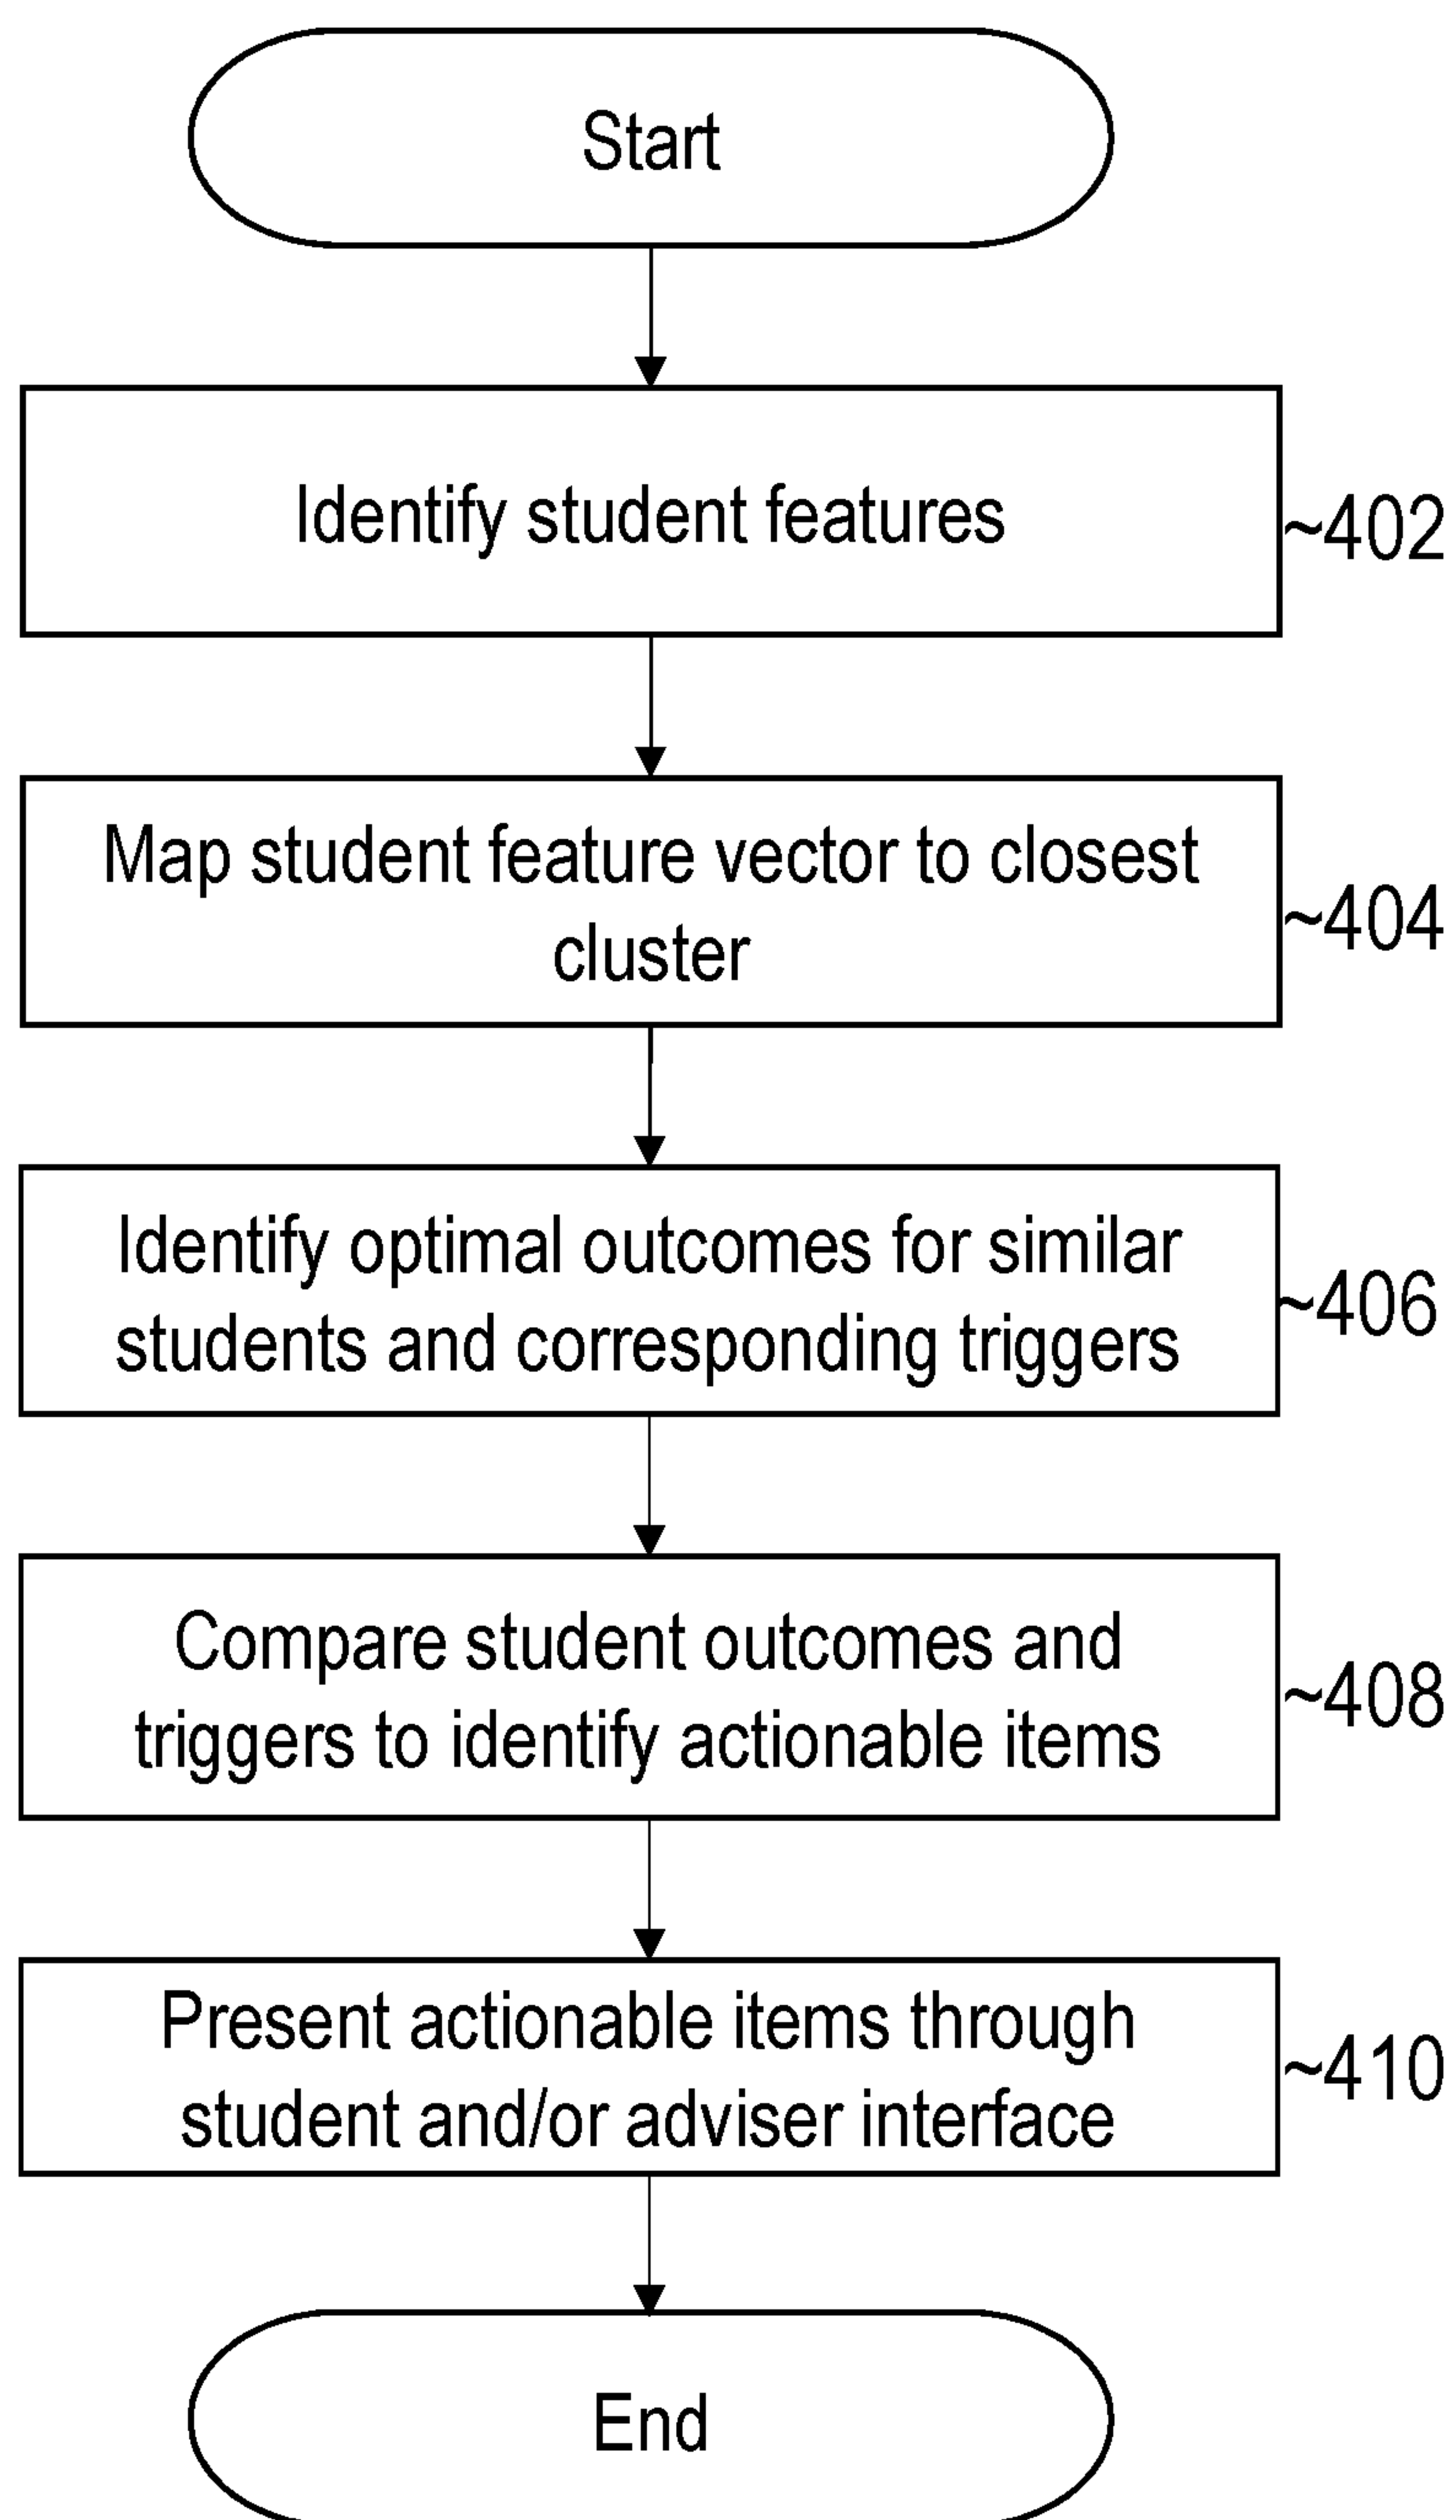 Start
Identify student features
~402
Map student feature vector to closest
cluster
~404
Identify optimal outcomes for similar
students and corresponding triggers
~406
Compare student outcomes and
triggers to identify actionable items
~408
Present actionable items through
student and/or adviser interface
~410
End